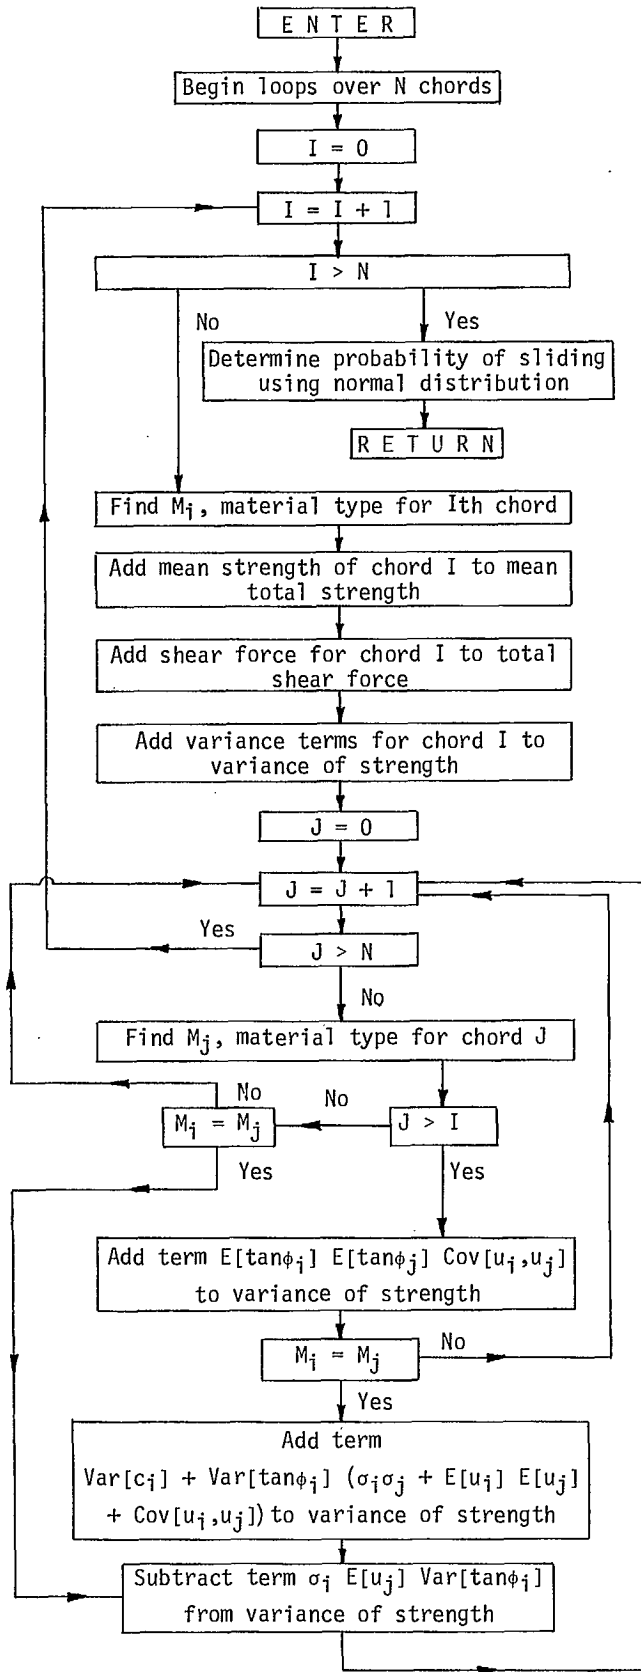 E N T E R
Begin loops over N chords
I = 0
I = I + 1
I > N
No
Yes
Determine probability of sliding
using normal distribution
R E T U R N
Find Mi, material type for Ith chord
Add mean strength of chord I to mean
total strength
Add shear force for chord I to total
shear force
Add variance terms for chord I to
variance of strength
J = 0
J = J + 1
Yes
J > N
No
Find Mj, material type for chord J
No
No
Mi = Mj
J > I
Yes
Yes
Add term E[tanϕi] E[tanϕj] Cov[ui,uj]
to variance of strength
Mi = Mj
No
Yes
Add term
Var[ci] + Var[tanϕi] (σiσj + E[ui] E[uj]
+ Cov[ui,uj]) to variance of strength
Subtract term σi E[uj] Var[tanϕi]
from variance of strength